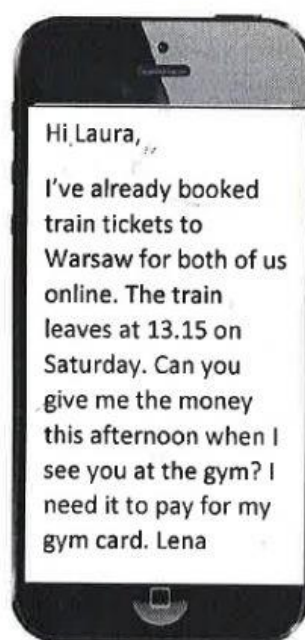 Hi Laura,
I've already booked
train tickets to
Warsaw for both of us
online. The train
leaves at 13.15 on
Saturday. Can you
give me the money
this afternoon when I
see you at the gym? I
need it to pay for my
gym card. Lena